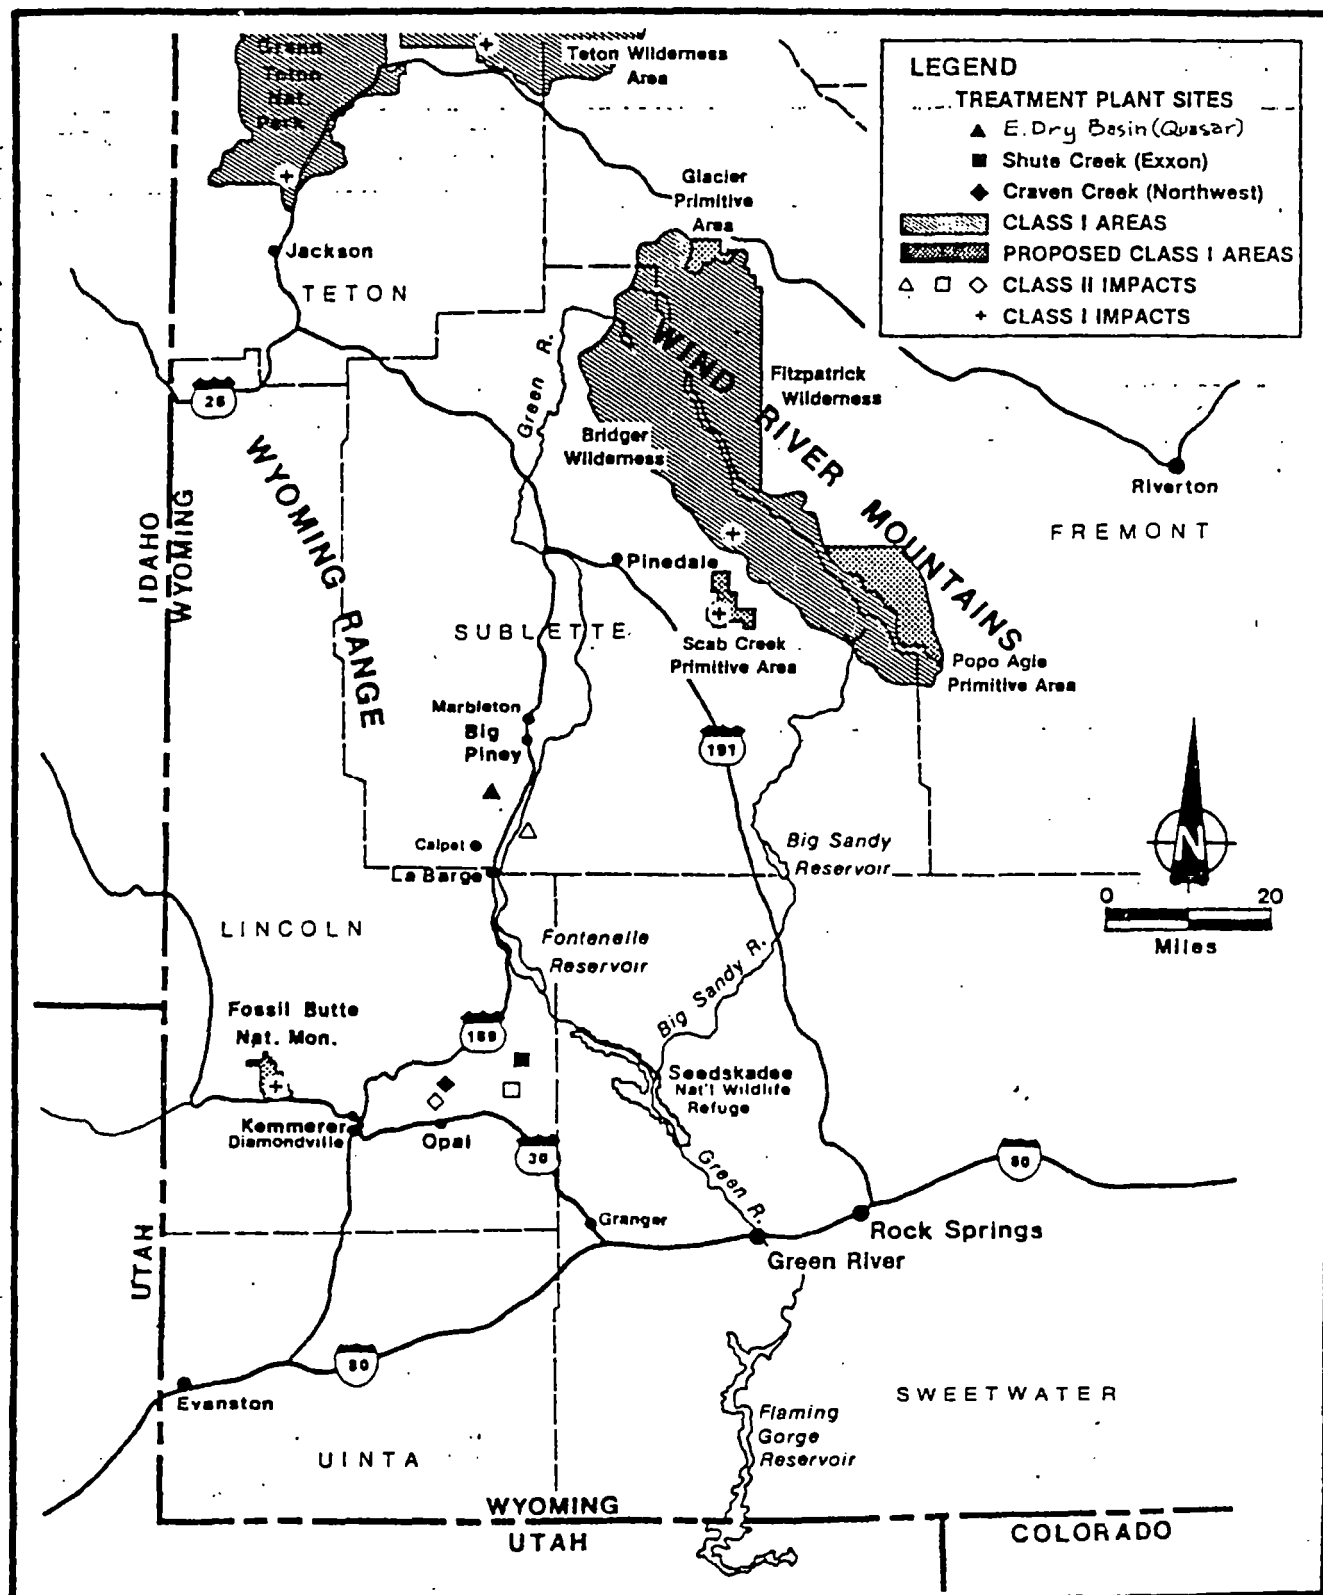 Grand
Teton
Nat.
Park
Teton Wilderness
Area
LEGEND
TREATMENT PLANT SITES
E. Dry Basin (Quasar)
Shute Creek (Exxon)
Craven Creek (Northwest)
CLASS I AREAS
PROPOSED CLASS I AREAS
CLASS II IMPACTS
CLASS I IMPACTS
Glacier
Primitive
Area
Jackson
TETON
26
Green R.
WIND RIVER MOUNTAINS
Fitzpatrick
Wilderness
Bridger
Wilderness
Riverton
FREMONT
WYOMING RANGE
IDAHO
WYOMING
Pinedale
SUBLETTE
Scab Creek
Primitive Area
Popo Agie
Primitive Area
Marbleton
Big
Piney
191
Calpet
La Barge
Big Sandy
Reservoir
N
0 20
Miles
LINCOLN
Fontenelle
Reservoir
Big Sandy R.
Fossil Butte
Nat. Mon.
189
Seedskadee
Nat'l Wildlife
Refuge
Kemmerer
Diamondville
Opal
30
Green R.
80
Granger
Rock Springs
Green River
UTAH
80
Evanston
SWEETWATER
Flaming
Gorge
Reservoir
UINTA
WYOMING
UTAH
COLORADO